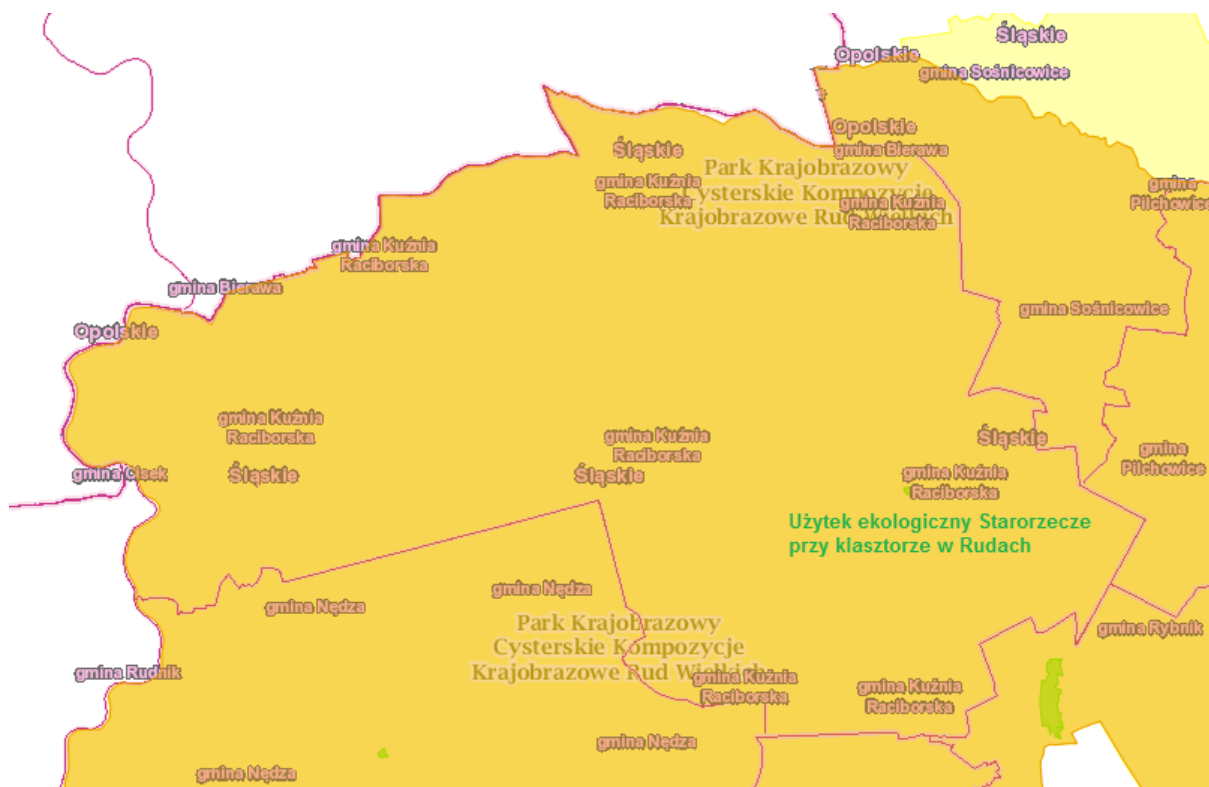 Śląskie
Opolskie
gmina Sośnicowice
Opolskie
gmina Bierawa
Śląskie
Park Krajobrazowy
Cysterskie Kompozycje
Krajobrazowe Rud Wielkich
gmina Kuźnia
Raciborska
gmina Kuźnia
Raciborska
gmina
Pilchowice
gmina Kuźnia
Raciborska
gmina Bierawa
gmina Sośnicowice
Opolskie
gmina Kuźnia
Raciborska
gmina Kuźnia
Raciborska
Śląskie
gmina
Pilchowice
gmina Cisek
Śląskie
Śląskie
gmina Kuźnia
Raciborska
Użytek ekologiczny Starorzecze
przy klasztorze w Rudach
gmina Nędza
gmina Nędza
Park Krajobrazowy
Cysterskie Kompozycje
Krajobrazowe Rud Wielkich
gmina Rybnik
gmina Rudnik
gmina Kuźnia
Raciborska
gmina Kuźnia
Raciborska
gmina Nędza
gmina Nędza